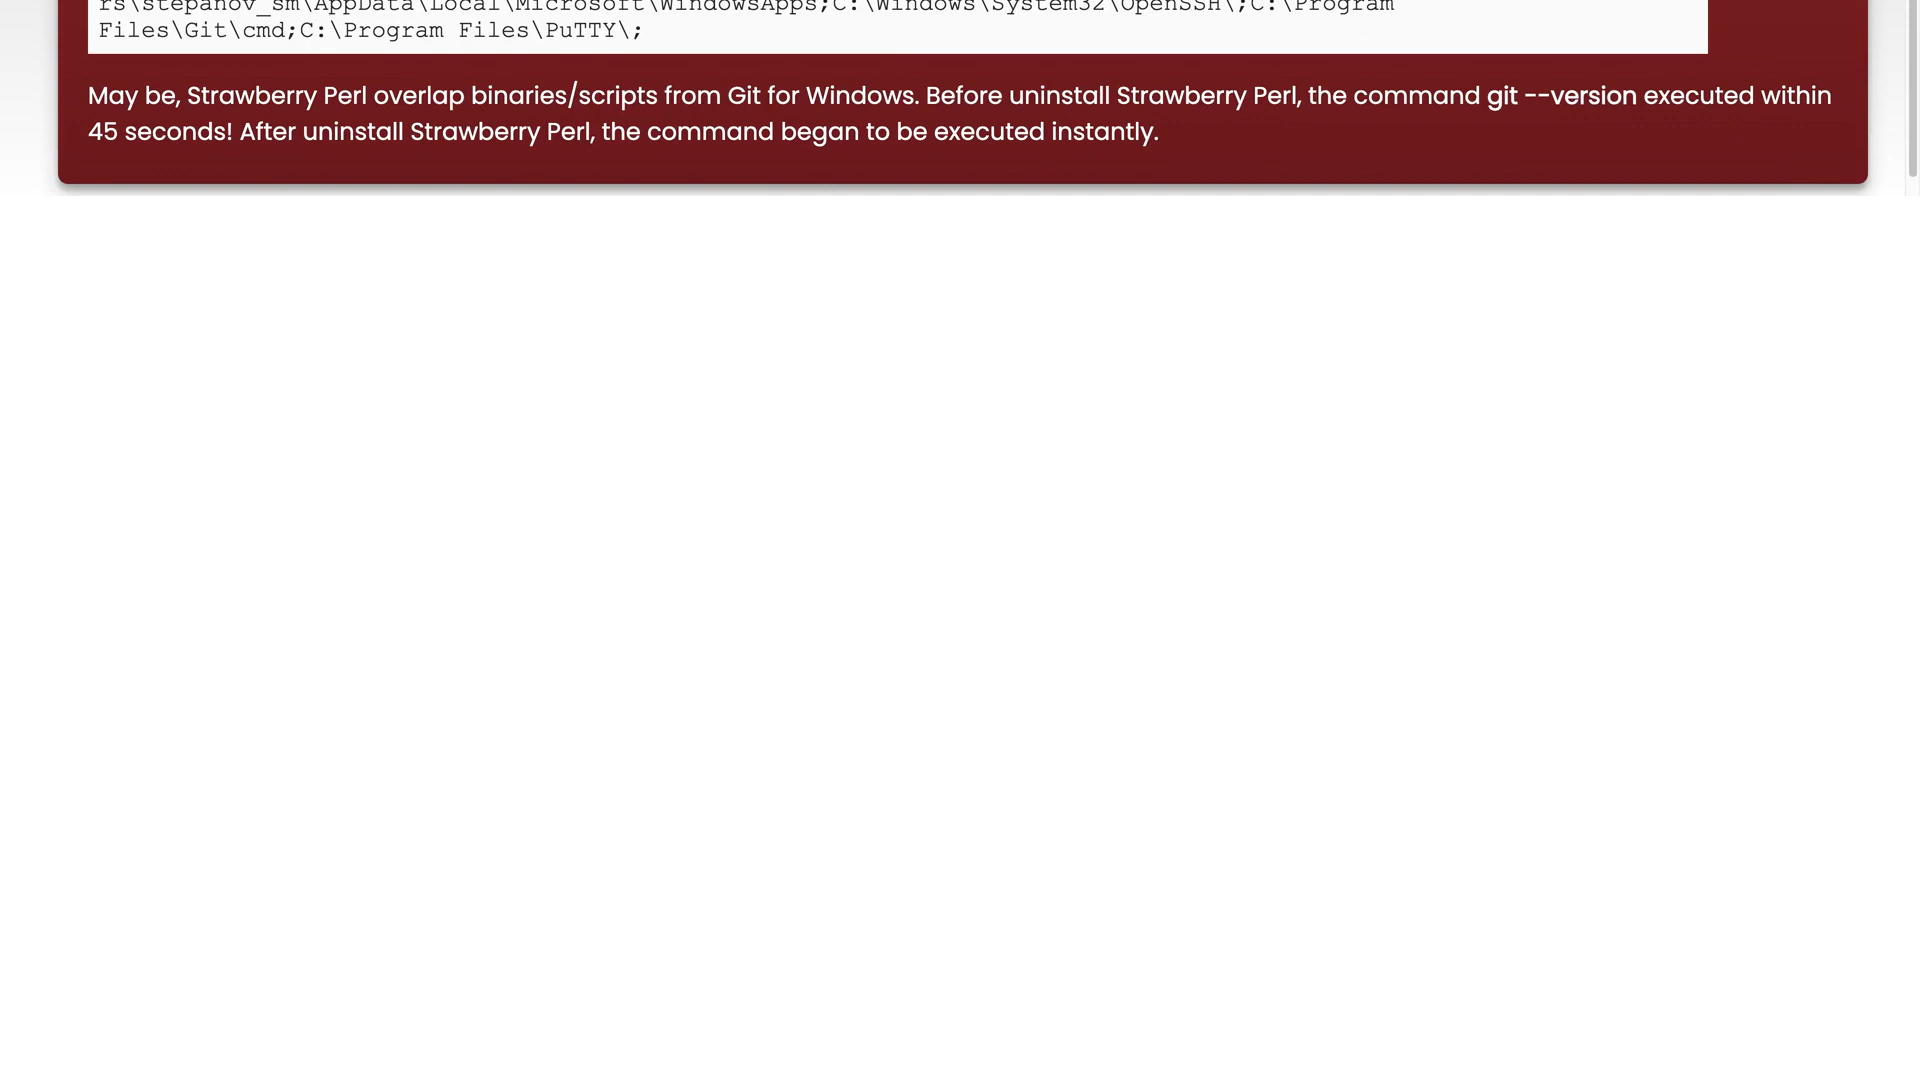 rs\stepanov_sm\AppData\Local\Microsoft\WindowsApps;C:\Windows\System32\OpenSSH\;C:\Program
Files\Git\cmd;C:\Program Files\PuTTY\;
May be, Strawberry Perl overlap binaries/scripts from Git for Windows. Before uninstall Strawberry Perl, the command git --version executed within
45 seconds! After uninstall Strawberry Perl, the command began to be executed instantly.